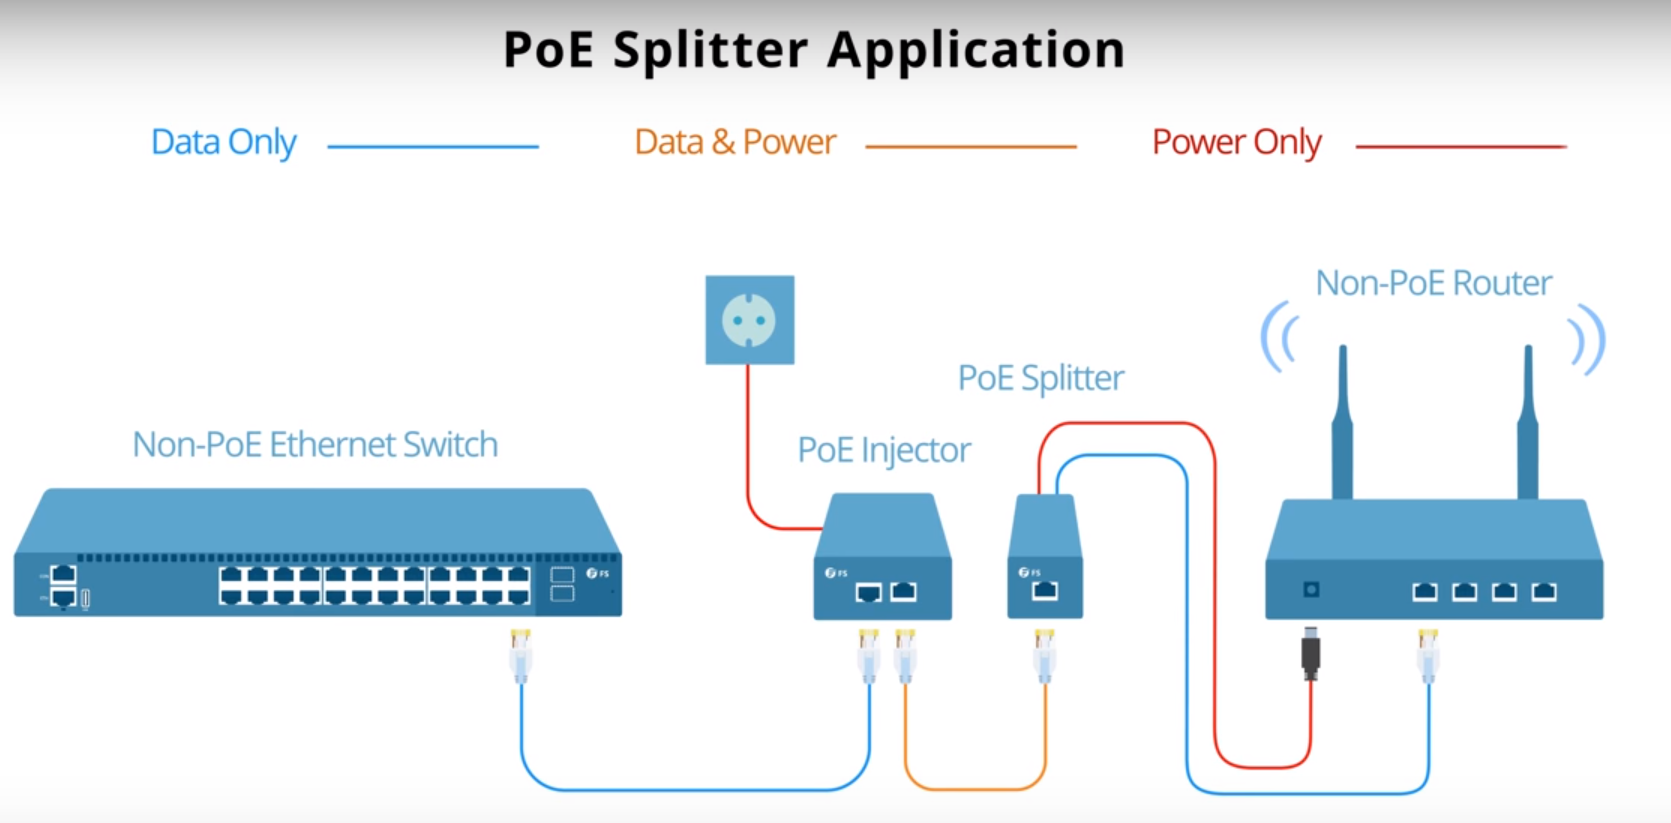 PoE Splitter Application
Data Only
Data & Power
Power Only
Non-PoE Router
PoE Splitter
Non-PoE Ethernet Switch
PoE Injector
FS
FS
FS